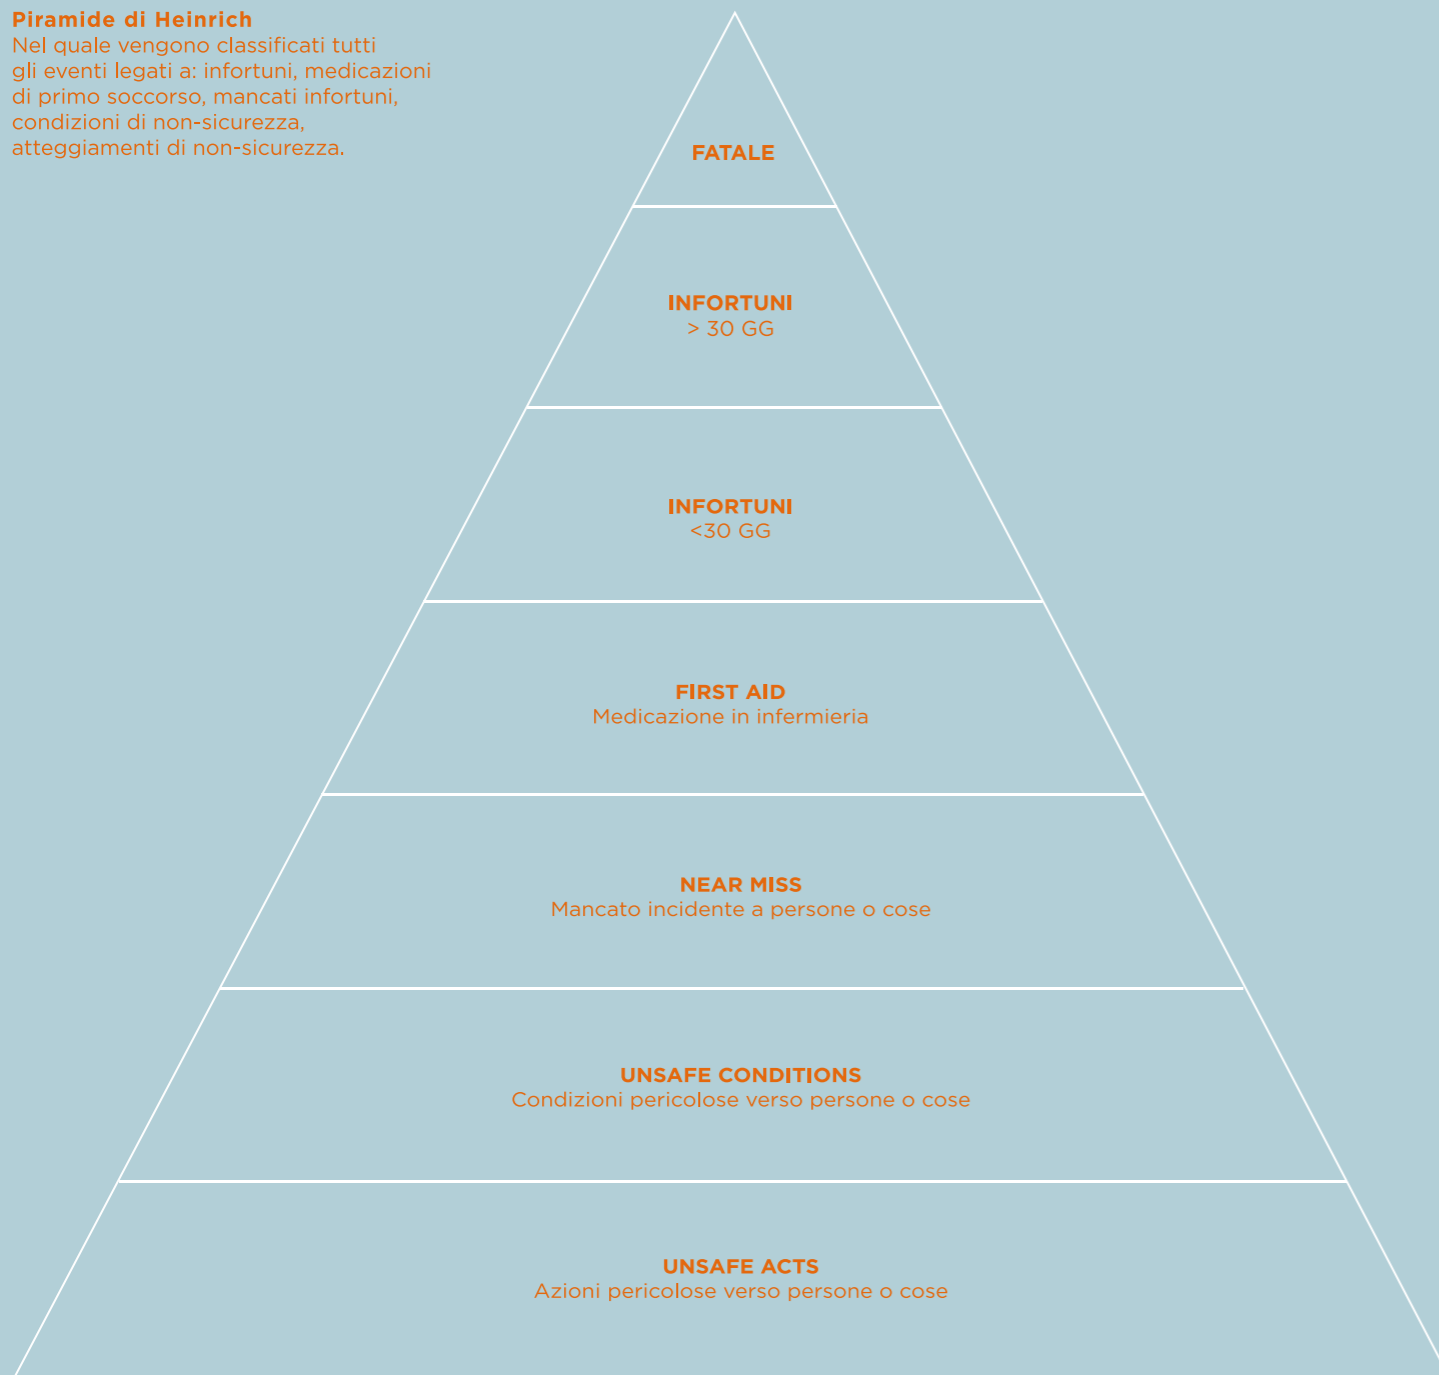 Piramide di Heinrich
Nel quale vengono classificati tutti
gli eventi legati a: infortuni, medicazioni
di primo soccorso, mancati infortuni,
condizioni di non-sicurezza,
atteggiamenti di non-sicurezza.
FATALE
INFORTUNI
> 30 GG
INFORTUNI
<30 GG
FIRST AID
Medicazione in infermieria
NEAR MISS
Mancato incidente a persone o cose
UNSAFE CONDITIONS
Condizioni pericolose verso persone o cose
UNSAFE ACTS
Azioni pericolose verso persone o cose